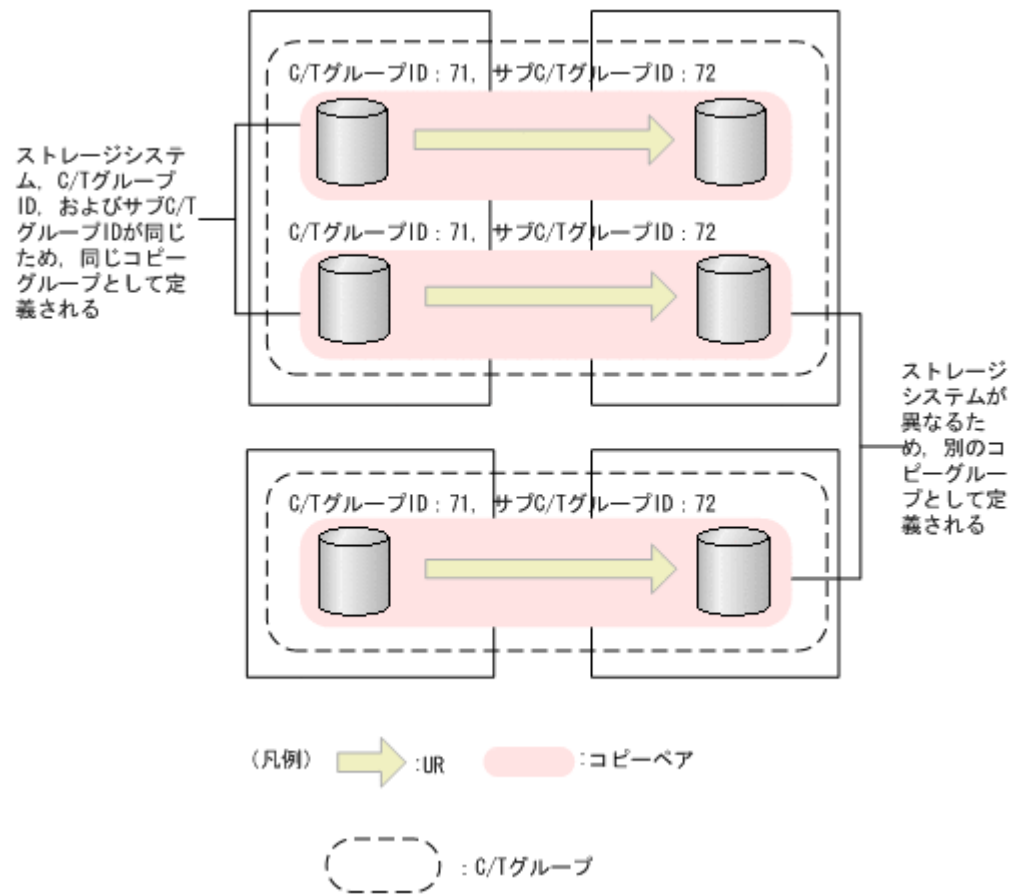 C/TグループID：71, サブC/TグループID：72
ストレージシステ
ム, C/Tグループ
ID, およびサブC/T
グループIDが同じ
ため, 同じコピー
グループとして定
義される
C/TグループID：71, サブC/TグループID：72
ストレージ
システムが
異なるた
め, 別のコ
ピーグルー
プとして定
義される
C/TグループID：71, サブC/TグループID：72
(凡例)
:UR
:コピーペア
：C/Tグループ